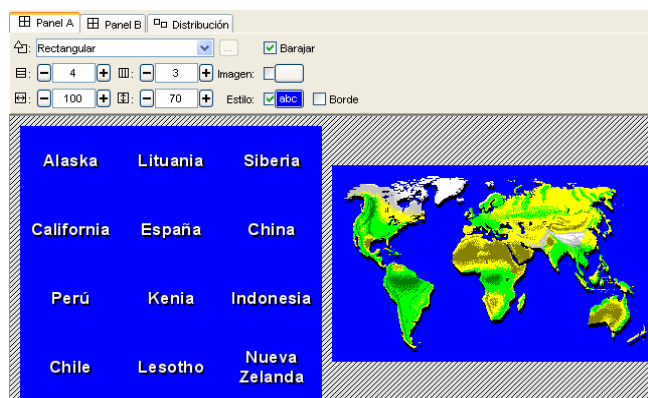 Panel A Panel B Distribución
Rectangular ... Barajar
4 3 Imagen:
100 70 Estilo: abc Borde
Alaska Lituania Siberia
California España China
Perú Kenia Indonesia
Chile Lesotho Nueva Zelanda